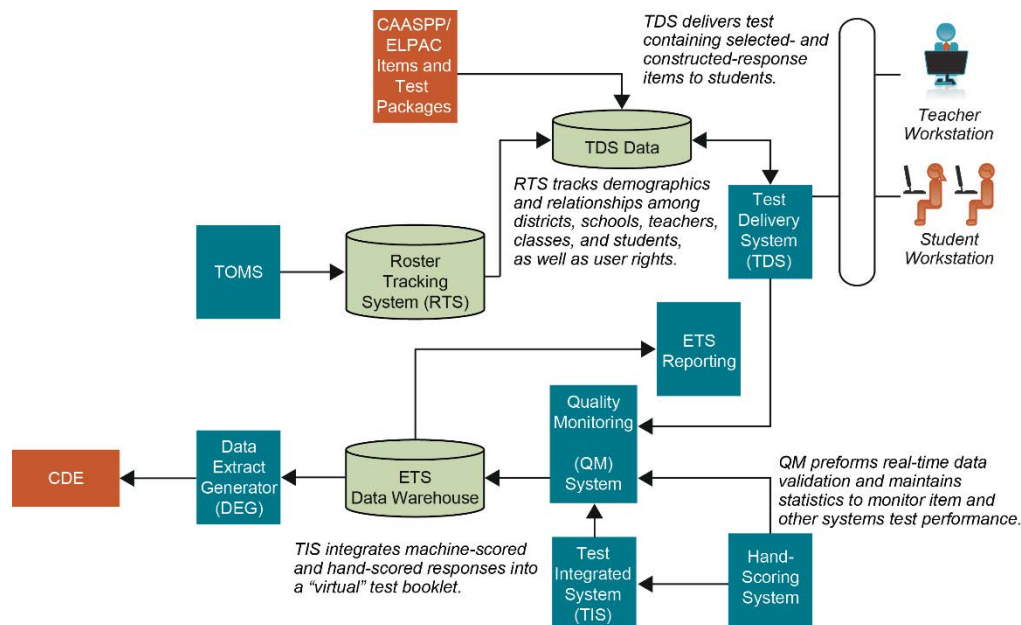 CAASPP/
ELPAC
Items and
Test
Packages
TDS delivers test
containing selected- and
constructed-response
items to students.
Teacher
Workstation
TDS Data
RTS tracks demographics
and relationships among
districts, schools, teachers,
classes, and students,
as well as user rights.
Test
Delivery
System
(TDS)
Student
Workstation
TOMS
Roster
Tracking
System (RTS)
ETS
Reporting
Quality
Monitoring
(QM)
System
CDE
Data
Extract
Generator
(DEG)
ETS
Data Warehouse
QM preforms real-time data
validation and maintains
statistics to monitor item and
other systems test performance.
TIS integrates machine-scored
and hand-scored responses into
a “virtual” test booklet.
Test
Integrated
System
(TIS)
Hand-
Scoring
System